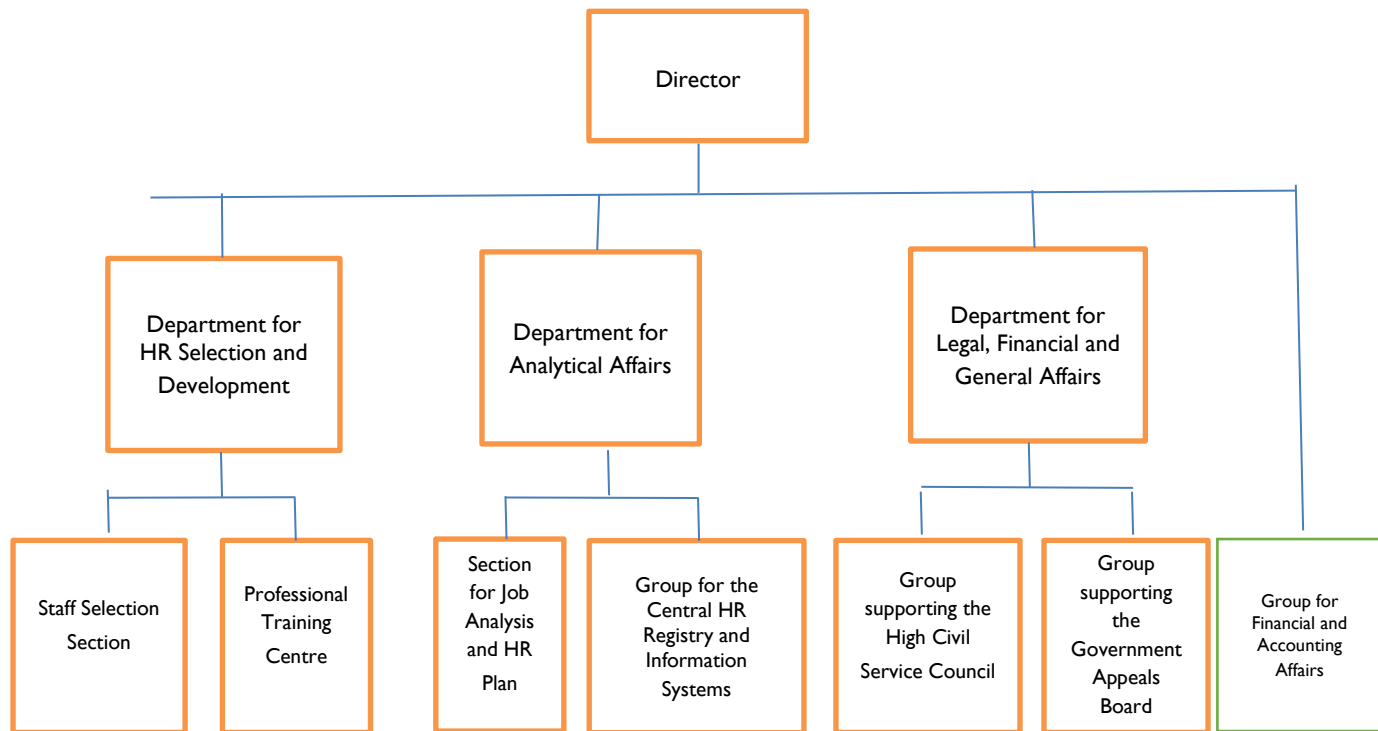 Director
Department for
HR Selection and
Development
Department for
Analytical Affairs
Department for
Legal, Financial and
General Affairs
Staff Selection
Section
Professional
Training
Centre
Section
for Job
Analysis
and HR
Plan
Group for the
Central HR
Registry and
Information
Systems
Group
supporting the
High Civil
Service Council
Group
supporting
the
Government
Appeals
Board
Group for
Financial and
Accounting
Affairs